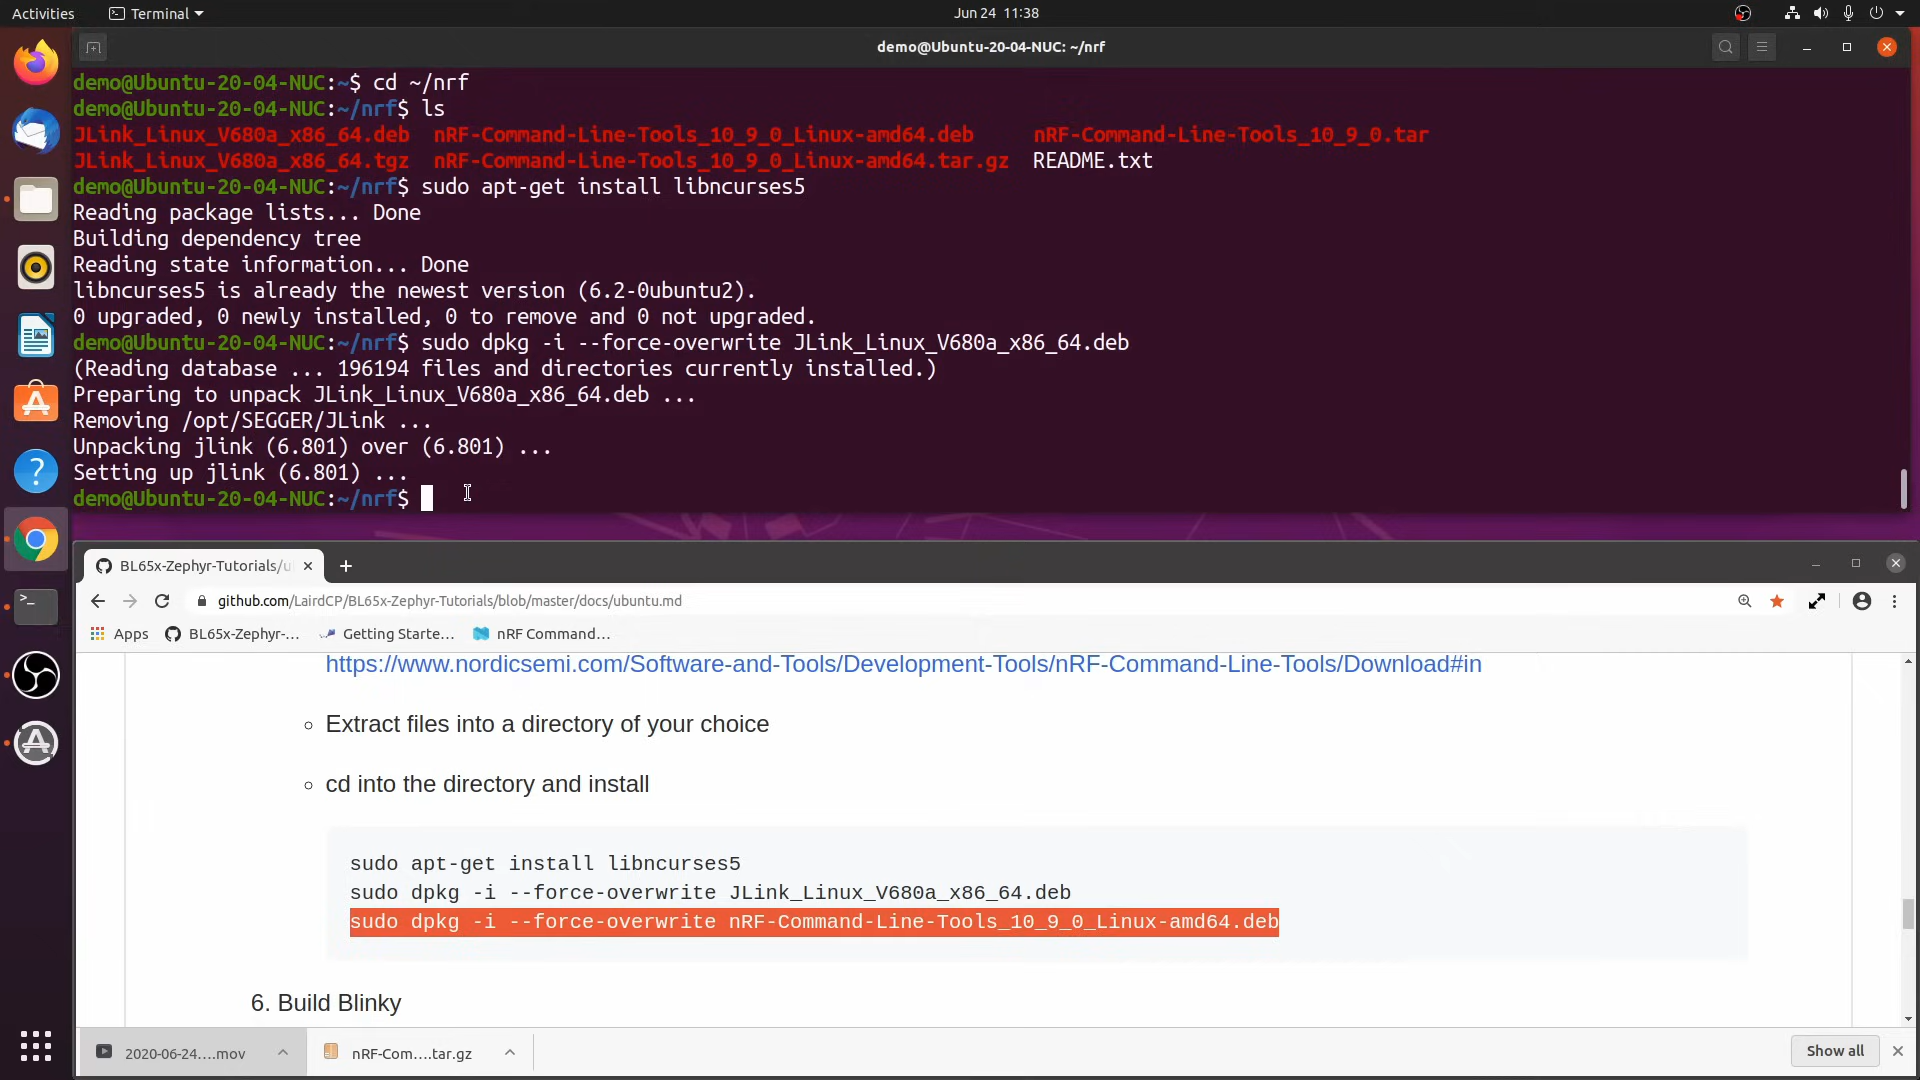 Activities
Terminal
Jun 24 11:38
demo@Ubuntu-20-04-NUC: ~/nrf
demo@Ubuntu-20-04-NUC:~$ cd ~/nrf
demo@Ubuntu-20-04-NUC:~/nrf$ ls
JLink_Linux_V680a_x86_64.deb nRF-Command-Line-Tools_10_9_0_Linux-amd64.deb nRF-Command-Line-Tools_10_9_0.tar
JLink_Linux_V680a_x86_64.tgz nRF-Command-Line-Tools_10_9_0_Linux-amd64.tar.gz README.txt
demo@Ubuntu-20-04-NUC:~/nrf$ sudo apt-get install libncurses5
Reading package lists... Done
Building dependency tree
Reading state information... Done
libncurses5 is already the newest version (6.2-0ubuntu2).
0 upgraded, 0 newly installed, 0 to remove and 0 not upgraded.
demo@Ubuntu-20-04-NUC:~/nrf$ sudo dpkg -i --force-overwrite JLink_Linux_V680a_x86_64.deb
(Reading database ... 196194 files and directories currently installed.)
Preparing to unpack JLink_Linux_V680a_x86_64.deb ...
Removing /opt/SEGGER/JLink ...
Unpacking jlink (6.801) over (6.801) ...
Setting up jlink (6.801) ...
demo@Ubuntu-20-04-NUC:~/nrf$
BL65x-Zephyr-Tutorials/u
github.com/LairdCP/BL65x-Zephyr-Tutorials/blob/master/docs/ubuntu.md
Apps BL65x-Zephyr-... Getting Starte... nRF Command...
https://www.nordicsemi.com/Software-and-Tools/Development-Tools/nRF-Command-Line-Tools/Download#in
Extract files into a directory of your choice
cd into the directory and install
sudo apt-get install libncurses5
sudo dpkg -i --force-overwrite JLink_Linux_V680a_x86_64.deb
sudo dpkg -i --force-overwrite nRF-Command-Line-Tools_10_9_0_Linux-amd64.deb
6. Build Blinky
2020-06-24....mov
nRF-Com....tar.gz
Show all